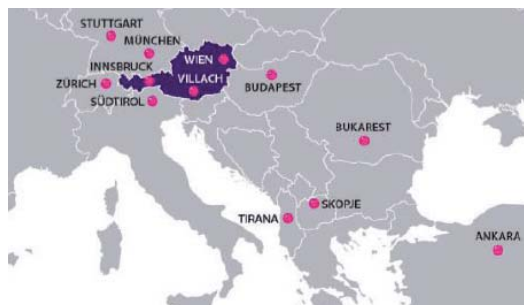 STUTTGART
MÜNCHEN
WIEN
INNSBRUCK
VILLACH
ZÜRICH
BUDAPEST
SÜDTIROL
BUKAREST
SKOPJE
TIRANA
ANKARA